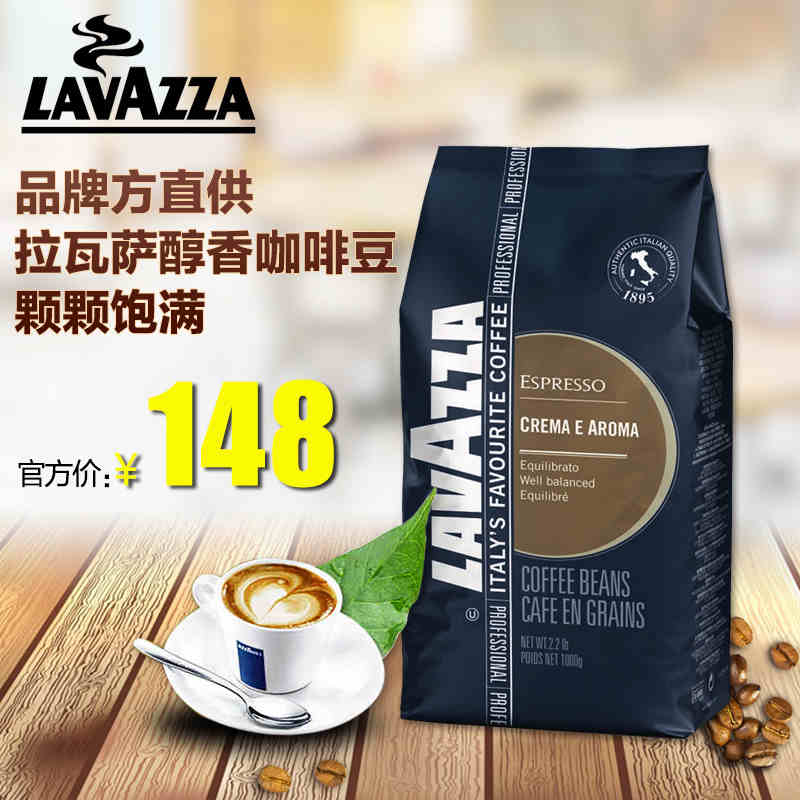 LAVAZZA
品牌方直供
拉瓦萨醇香咖啡豆
颗颗饱满
官方价:¥148
LAVAZZA
PROFESSIONAL | ITALY'S FAVOURITE COFFEE | PROFESSIONAL | PROFESSIONAL
AUTHENTIC ITALIAN QUALITY
1895
ESPRESSO
CREMA E AROMA
Equilibrato
Well balanced
Equilibré
COFFEE BEANS
CAFE EN GRAINS
NET WT. 2.2 lb
POIDS NET 1000g
U
LAVAZZA